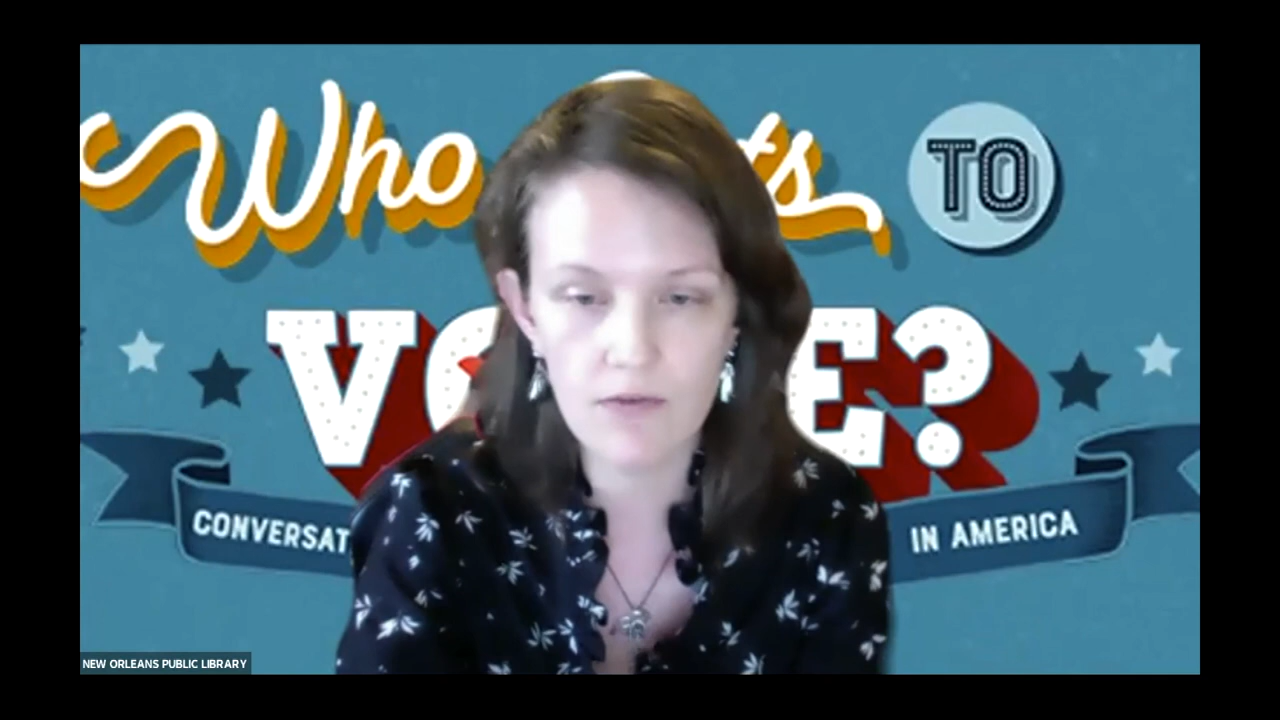 Who
TO
?
CONVERSAT
IN AMERICA
NEW ORLEANS PUBLIC LIBRARY